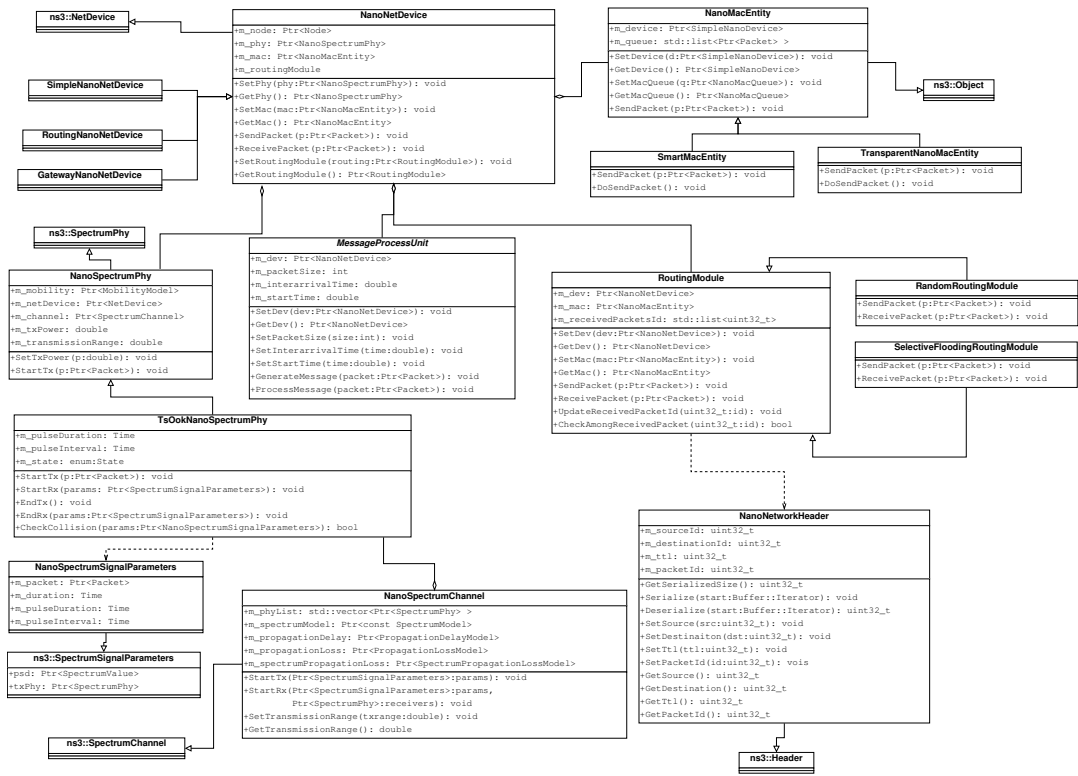 ns3::NetDevice
NanoNetDevice
+m_node: Ptr<Node>
+m_phy: Ptr<NanoSpectrumPhy>
+m_mac: Ptr<NanoMacEntity>
+m_routingModule
+SetPhy(phy:Ptr<NanoSpectrumPhy>): void
+GetPhy(): Ptr<NanoSpectrumPhy>
+SetMac(mac:Ptr<NanoMacEntity>): void
+GetMac(): Ptr<NanoMacEntity>
+SendPacket(p:Ptr<Packet>): void
+ReceivePacket(p:Ptr<Packet>): void
+SetRoutingModule(routing:Ptr<RoutingModule>): void
+GetRoutingModule(): Ptr<RoutingModule>
NanoMacEntity
+m_device: Ptr<SimpleNanoDevice>
+m_queue: std::list<Ptr<Packet> >
+SetDevice(d:Ptr<SimpleNanoDevice>): void
+GetDevice(): Ptr<SimpleNanoDevice>
+SetMacQueue(q:Ptr<NanoMacQueue>): void
+GetMacQueue(): Ptr<NanoMacQueue>
+SendPacket(p:Ptr<Packet>): void
ns3::Object
SimpleNanoNetDevice
RoutingNanoNetDevice
GatewayNanoNetDevice
SmartMacEntity
+SendPacket(p:Ptr<Packet>): void
+DoSendPacket(): void
TransparentNanoMacEntity
+SendPacket(p:Ptr<Packet>): void
+DoSendPacket(): void
ns3::SpectrumPhy
NanoSpectrumPhy
+m_mobility: Ptr<MobilityModel>
+m_netDevice: Ptr<NetDevice>
+m_channel: Ptr<SpectrumChannel>
+m_txPower: double
+m_transmissionRange: double
+SetTxPower(p:double): void
+StartTx(p:Ptr<Packet>): void
MessageProcessUnit
+m_dev: Ptr<NanoNetDevice>
+m_packetSize: int
+m_interarrivalTime: double
+m_startTime: double
+SetDev(dev:Ptr<NanoNetDevice>): void
+GetDev(): Ptr<NanoNetDevice>
+SetPacketSize(size:int): void
+SetInterarrivalTime(time:double): void
+SetStartTime(time:double): void
+GenerateMessage(packet:Ptr<Packet>): void
+ProcessMessage(packet:Ptr<Packet>): void
RoutingModule
+m_dev: Ptr<NanoNetDevice>
+m_mac: Ptr<NanoMacEntity>
+m_receivedPacketsId: std::list<uint32_t>
+SetDev(dev:Ptr<NanoNetDevice>): void
+GetDev(): Ptr<NanoNetDevice>
+SetMac(mac:Ptr<NanoMacEntity>): void
+GetMac(): Ptr<NanoMacEntity>
+SendPacket(p:Ptr<Packet>): void
+ReceivePacket(p:Ptr<Packet>): void
+UpdateReceivedPacketId(uint32_t:id): void
+CheckAmongReceivedPacket(uint32_t:id): bool
RandomRoutingModule
+SendPacket(p:Ptr<Packet>): void
+ReceivePacket(p:Ptr<Packet>): void
SelectiveFloodingRoutingModule
+SendPacket(p:Ptr<Packet>): void
+ReceivePacket(p:Ptr<Packet>): void
TsOokNanoSpectrumPhy
+m_pulseDuration: Time
+m_pulseInterval: Time
+m_state: enum:State
+StartTx(p:Ptr<Packet>): void
+StartRx(params: Ptr<SpectrumSignalParameters>): void
+EndTx(): void
+EndRx(params:Ptr<SpectrumSignalParameters>): void
+CheckCollision(params:Ptr<NanoSpectrumSignalParameters>): bool
NanoSpectrumSignalParameters
+m_packet: Ptr<Packet>
+m_duration: Time
+m_pulseDuration: Time
+m_pulseInterval: Time
ns3::SpectrumSignalParameters
+psd: Ptr<SpectrumValue>
+txPhy: Ptr<SpectrumPhy>
ns3::SpectrumChannel
NanoSpectrumChannel
+m_phyList: std::vector<Ptr<SpectrumPhy> >
+m_spectrumModel: Ptr<const SpectrumModel>
+m_propagationDelay: Ptr<PropagationDelayModel>
+m_propagationLoss: Ptr<PropagationLossModel>
+m_spectrumPropagationLoss: Ptr<SpectrumPropagationLossModel>
+StartTx(Ptr<SpectrumSignalParameters>:params): void
+StartRx(Ptr<SpectrumSignalParameters>:params,
Ptr<SpectrumPhy>:receivers): void
+SetTransmissionRange(txrange:double): void
+GetTransmissionRange(): double
NanoNetworkHeader
+m_sourceId: uint32_t
+m_destinationId: uint32_t
+m_ttl: uint32_t
+m_packetId: uint32_t
+GetSerializedSize(): uint32_t
+Serialize(start:Buffer::Iterator): void
+Deserialize(start:Buffer::Iterator): uint32_t
+SetSource(src:uint32_t): void
+SetDestinaiton(dst:uint32_t): void
+SetTtl(ttl:uint32_t): void
+SetPacketId(id:uint32_t): vois
+GetSource(): uint32_t
+GetDestination(): uint32_t
+GetTtl(): uint32_t
+GetPacketId(): uint32_t
ns3::Header